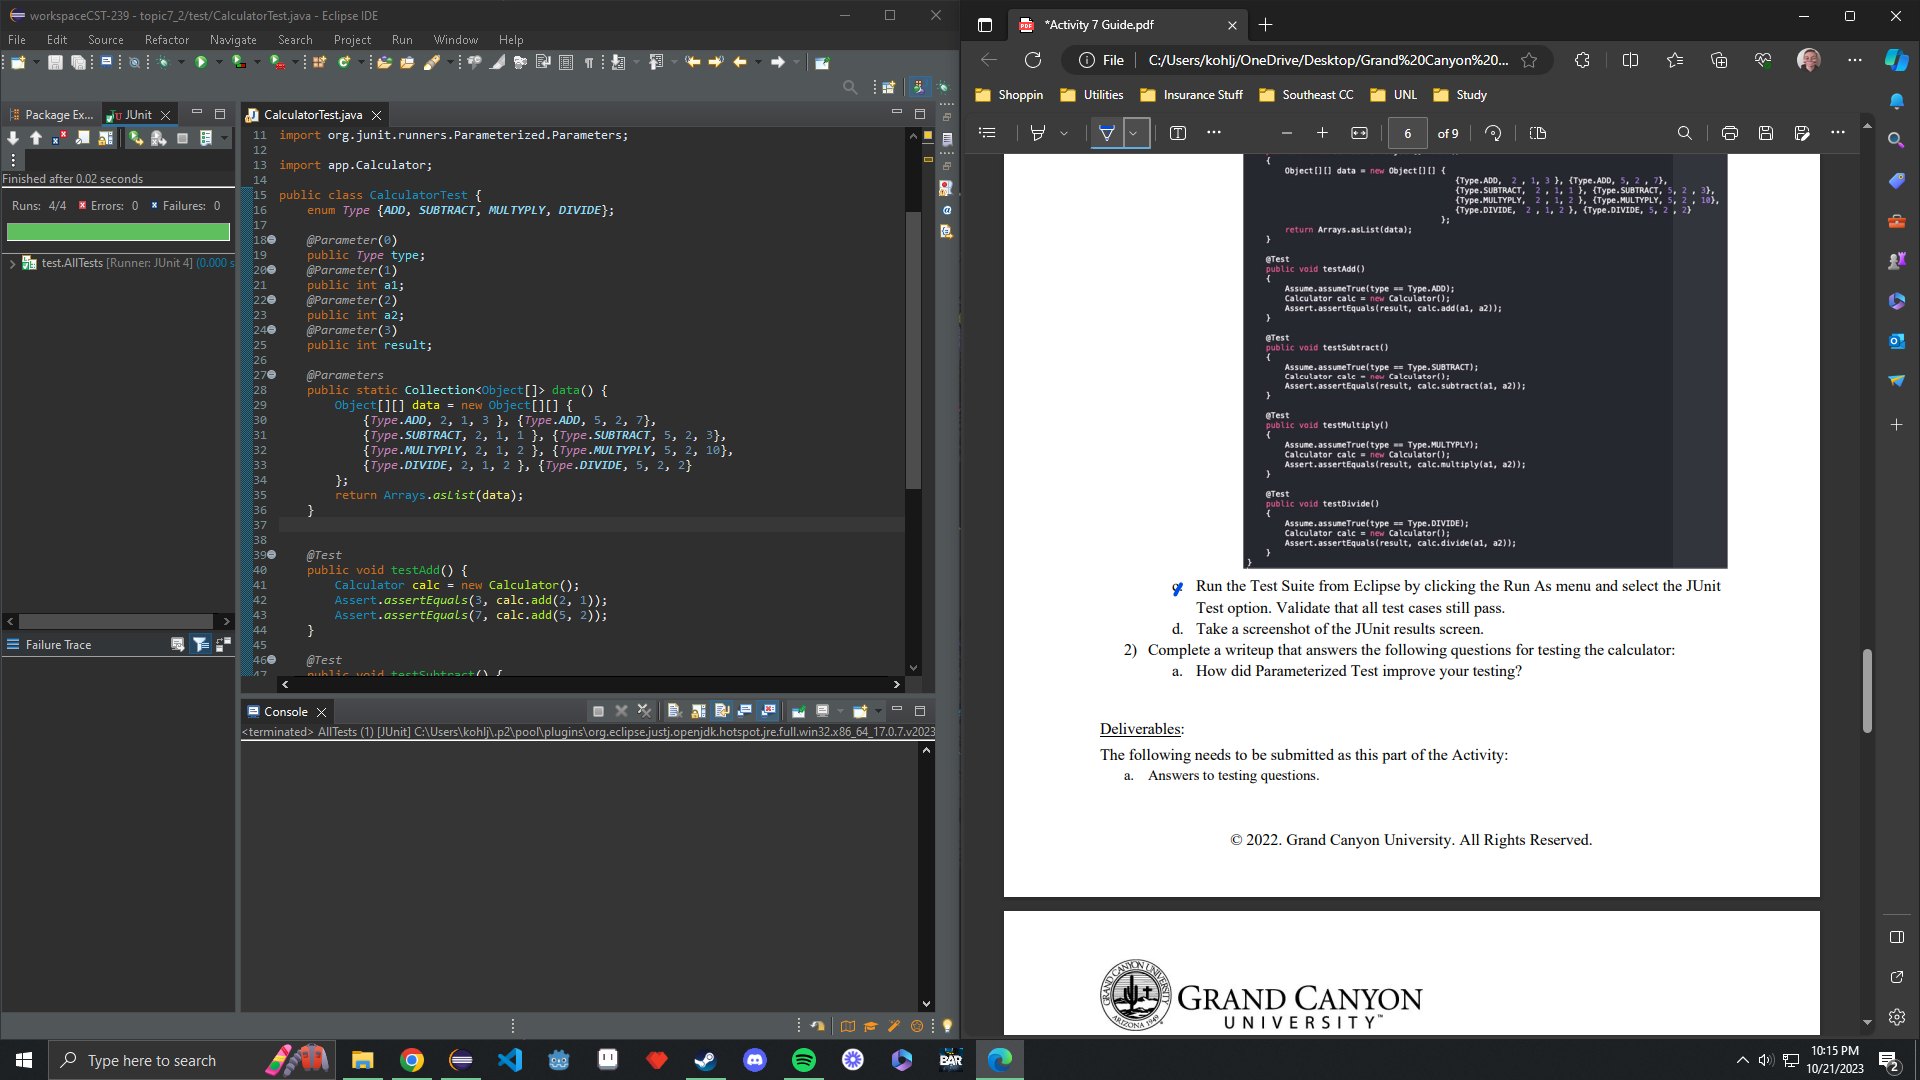 workspaceCST-239 - topic7_2/test/CalculatorTest.java - Eclipse IDE
File Edit Source Refactor Navigate Search Project Run Window Help
Package Ex... JUnit
Finished after 0.02 seconds
Runs: 4/4 Errors: 0 Failures: 0
test.AllTests [Runner: JUnit 4] (0.000 s
Failure Trace
CalculatorTest.java
11 import org.junit.runners.Parameterized.Parameters;
12
13 import app.Calculator;
14
15 public class CalculatorTest {
16 enum Type {ADD, SUBTRACT, MULTYPLY, DIVIDE};
17
18 @Parameter(0)
19 public Type type;
20 @Parameter(1)
21 public int a1;
22 @Parameter(2)
23 public int a2;
24 @Parameter(3)
25 public int result;
26
27 @Parameters
28 public static Collection<Object[]> data() {
29 Object[][] data = new Object[][] {
30 {Type.ADD, 2, 1, 3 }, {Type.ADD, 5, 2, 7},
31 {Type.SUBTRACT, 2, 1, 1 }, {Type.SUBTRACT, 5, 2, 3},
32 {Type.MULTYPLY, 2, 1, 2 }, {Type.MULTYPLY, 5, 2, 10},
33 {Type.DIVIDE, 2, 1, 2 }, {Type.DIVIDE, 5, 2, 2}
34 };
35 return Arrays.asList(data);
36 }
37
38
39 @Test
40 public void testAdd() {
41 Calculator calc = new Calculator();
42 Assert.assertEquals(3, calc.add(2, 1));
43 Assert.assertEquals(7, calc.add(5, 2));
44 }
45
46 @Test
47 public void testSubtract() {
Console
<terminated> AllTests (1) [JUnit] C:\Users\kohlj\.p2\pool\plugins\org.eclipse.justj.openjdk.hotspot.jre.full.win32.x86_64_17.0.7.v2023
*Activity 7 Guide.pdf
File C:/Users/kohlj/OneDrive/Desktop/Grand%20Canyon%20...
Shoppin Utilities Insurance Stuff Southeast CC UNL Study
6 of 9
{
Object[][] data = new Object[][] {
{Type.ADD, 2 , 1, 3 }, {Type.ADD, 5, 2 , 7},
{Type.SUBTRACT, 2 , 1, 1 }, {Type.SUBTRACT, 5, 2 , 3},
{Type.MULTYPLY, 2 , 1, 2 }, {Type.MULTYPLY, 5, 2 , 10},
{Type.DIVIDE, 2 , 1, 2 }, {Type.DIVIDE, 5, 2 , 2}
};
return Arrays.asList(data);
}
@Test
public void testAdd()
{
Assume.assumeTrue(type == Type.ADD);
Calculator calc = new Calculator();
Assert.assertEquals(result, calc.add(a1, a2));
}
@Test
public void testSubtract()
{
Assume.assumeTrue(type == Type.SUBTRACT);
Calculator calc = new Calculator();
Assert.assertEquals(result, calc.subtract(a1, a2));
}
@Test
public void testMultiply()
{
Assume.assumeTrue(type == Type.MULTYPLY);
Calculator calc = new Calculator();
Assert.assertEquals(result, calc.multiply(a1, a2));
}
@Test
public void testDivide()
{
Assume.assumeTrue(type == Type.DIVIDE);
Calculator calc = new Calculator();
Assert.assertEquals(result, calc.divide(a1, a2));
}
}
Run the Test Suite from Eclipse by clicking the Run As menu and select the JUnit
Test option. Validate that all test cases still pass.
d. Take a screenshot of the JUnit results screen.
2) Complete a writeup that answers the following questions for testing the calculator:
a. How did Parameterized Test improve your testing?
Deliverables:
The following needs to be submitted as this part of the Activity:
a. Answers to testing questions.
© 2022. Grand Canyon University. All Rights Reserved.
GRAND CANYON
UNIVERSITY™
Type here to search
BAR
10:15 PM
10/21/2023
2